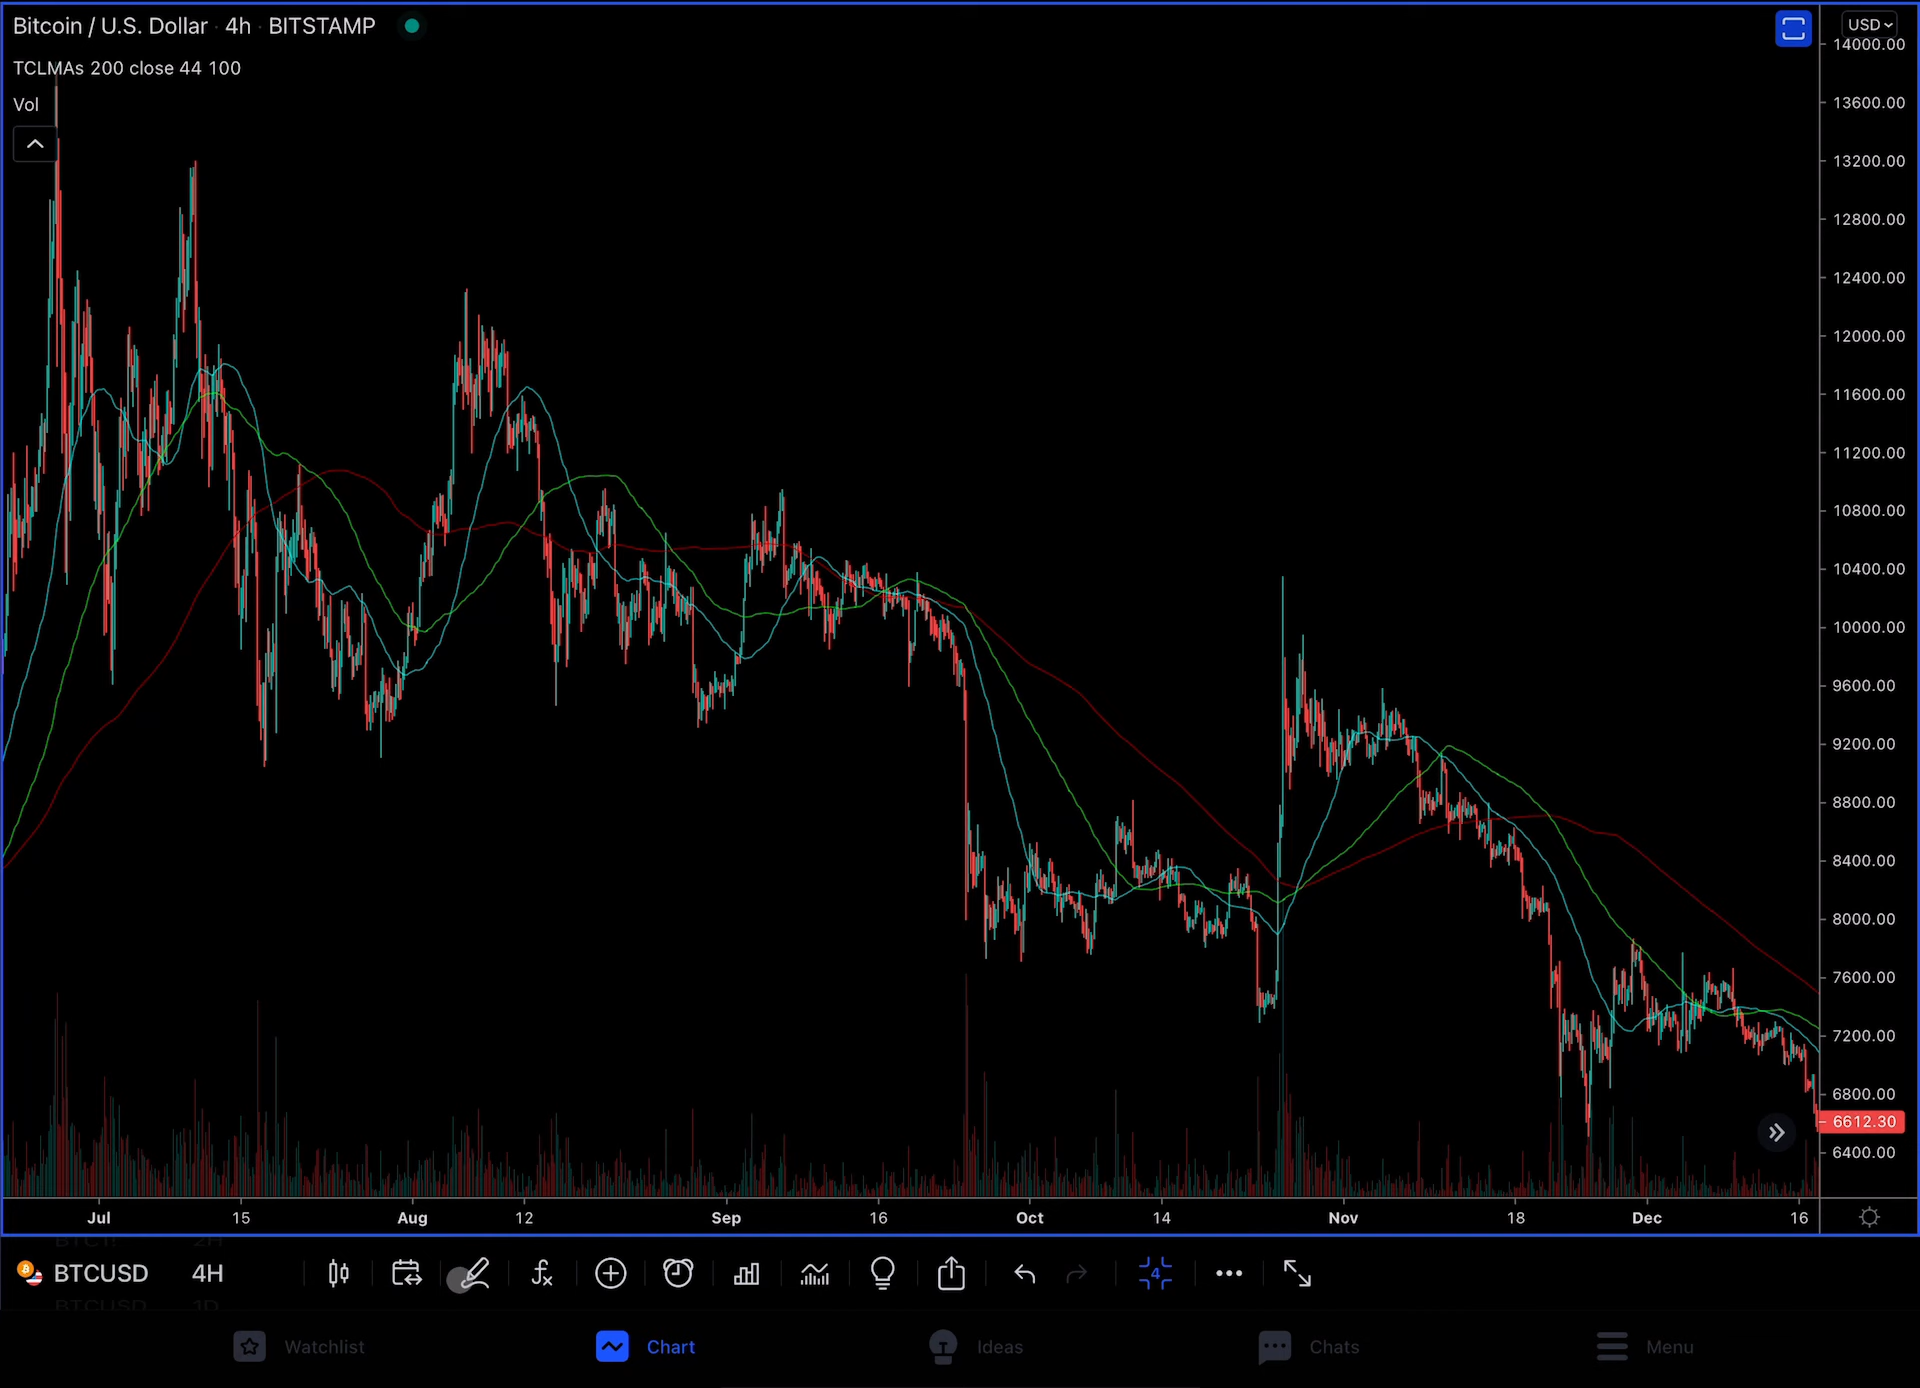 Bitcoin / U.S. Dollar · 4h · BITSTAMP
USD
TCLMAs 200 close 44 100
Vol
14000.00
13600.00
13200.00
12800.00
12400.00
12000.00
11600.00
11200.00
10800.00
10400.00
10000.00
9600.00
9200.00
8800.00
8400.00
8000.00
7600.00
7200.00
6800.00
6612.30
6400.00
Jul 15 Aug 12 Sep 16 Oct 14 Nov 18 Dec 16
BTCUSD 4H
4
BTCUSD 1D
Watchlist Chart Ideas Chats Menu